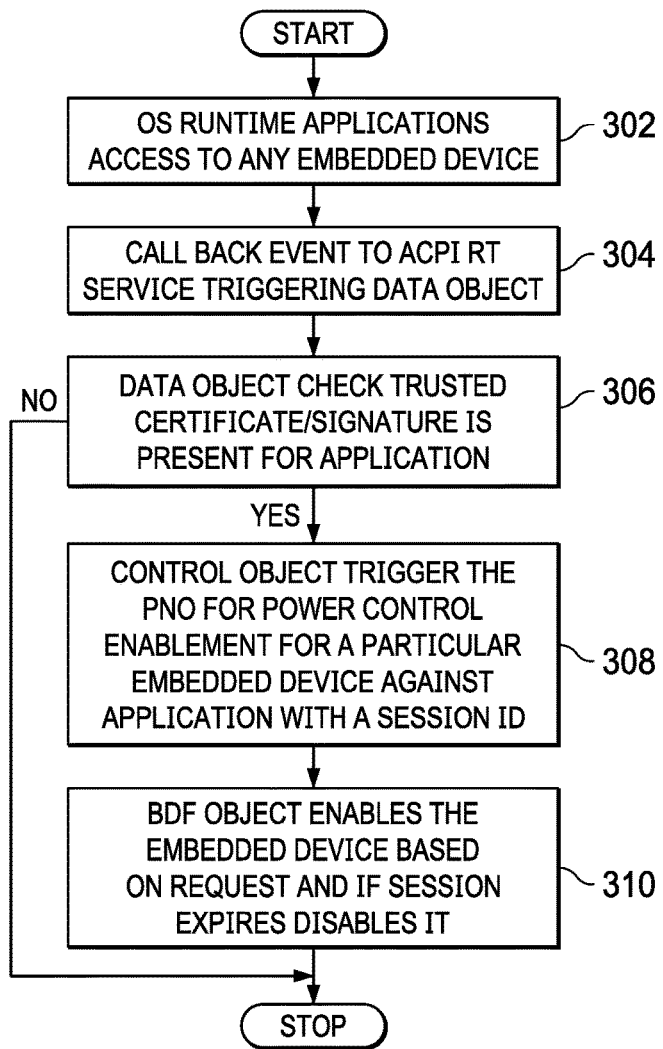 START
OS RUNTIME APPLICATIONS
ACCESS TO ANY EMBEDDED DEVICE
302
CALL BACK EVENT TO ACPI RT
SERVICE TRIGGERING DATA OBJECT
304
DATA OBJECT CHECK TRUSTED
CERTIFICATE/SIGNATURE IS
PRESENT FOR APPLICATION
306
NO
YES
CONTROL OBJECT TRIGGER THE
PNO FOR POWER CONTROL
ENABLEMENT FOR A PARTICULAR
EMBEDDED DEVICE AGAINST
APPLICATION WITH A SESSION ID
308
BDF OBJECT ENABLES THE
EMBEDDED DEVICE BASED
ON REQUEST AND IF SESSION
EXPIRES DISABLES IT
310
STOP